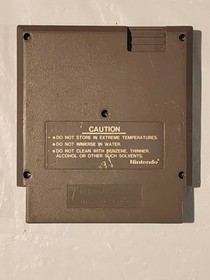 CAUTION
• DO NOT STORE IN EXTREME TEMPERATURES.
• DO NOT IMMERSE IN WATER.
• DO NOT CLEAN WITH BENZENE, THINNER,
ALCOHOL OR OTHER SUCH SOLVENTS.
Nintendo